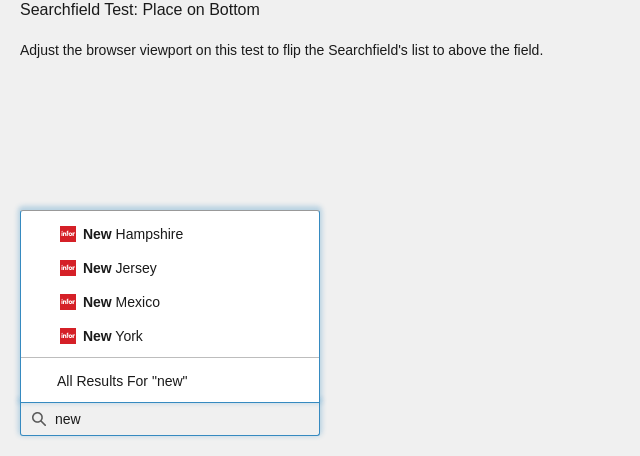 Searchfield Test: Place on Bottom
Adjust the browser viewport on this test to flip the Searchfield's list to above the field.
infor New Hampshire
infor New Jersey
infor New Mexico
infor New York
All Results For "new"
new